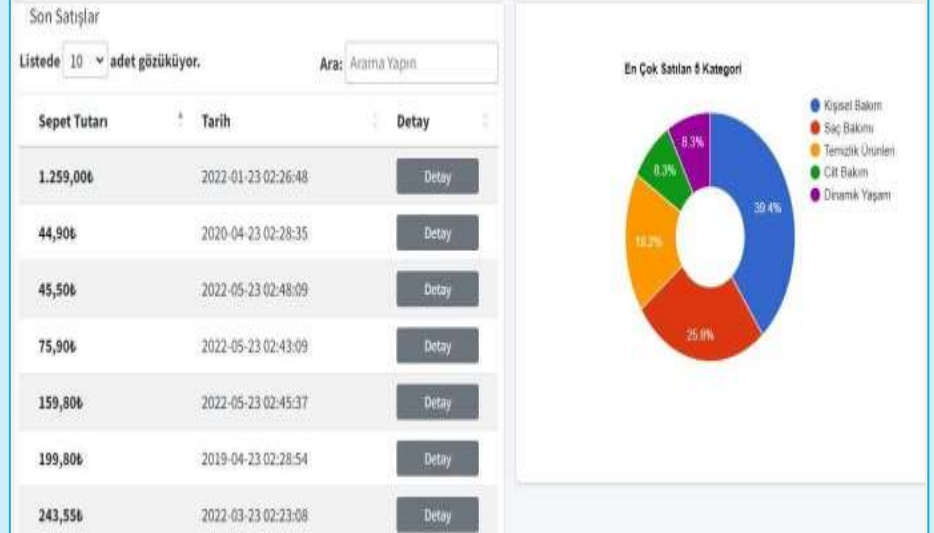 Son Satışlar
Listede 10 adet gözüküyor. Ara: Arama Yapın
Sepet Tutarı Tarih Detay
1.259,00₺ 2022-01-23 02:26:48 Detay
44,90₺ 2020-04-23 02:28:35 Detay
45,50₺ 2022-05-23 02:48:09 Detay
75,90₺ 2022-05-23 02:43:09 Detay
159,80₺ 2022-05-23 02:45:37 Detay
199,80₺ 2019-04-23 02:28:54 Detay
243,55₺ 2022-03-23 02:23:08 Detay
En Çok Satılan 5 Kategori
Kişisel Bakım
Saç Bakımı
Temizlik Ürünleri
Cilt Bakım
Dinamik Yaşam
8.3%
8.3%
39.4%
18.2%
25.8%